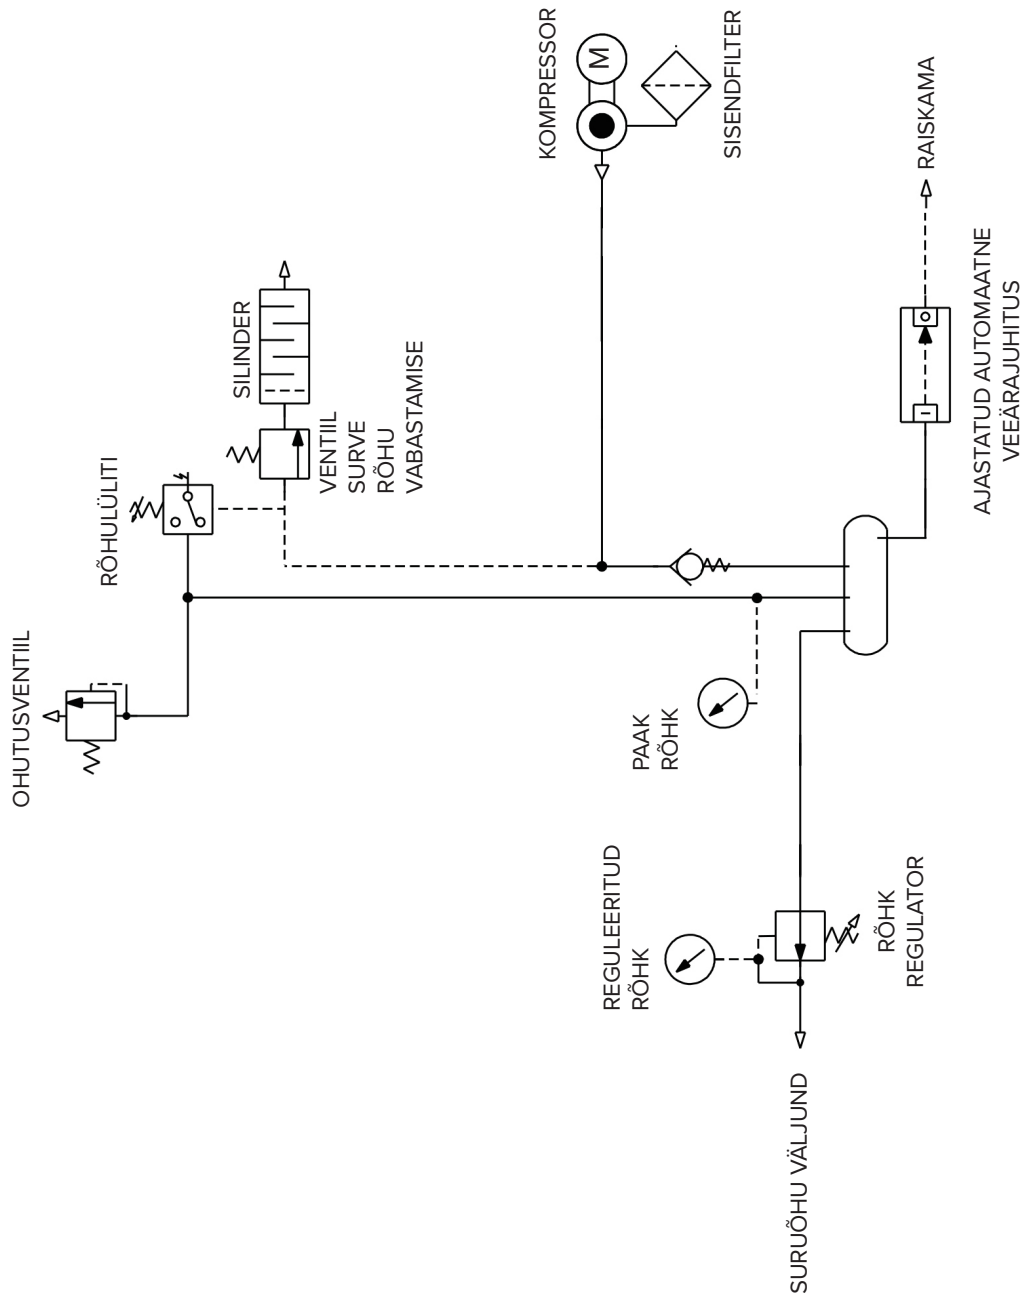 OHUTUSVENTIIL
RÕHULÜLITI
SILINDER
VENTIIL
SURVE
RÕHU
VABASTAMISE
KOMPRESSOR
M
REGULEERITUD
RÕHK
PAAK
RÕHK
SISENDFILTER
SURUÕHU VÄLJUND
RÕHK
REGULATOR
RAISKAMA
AJASTATUD AUTOMAATNE
VEEÄRAJUHITUS